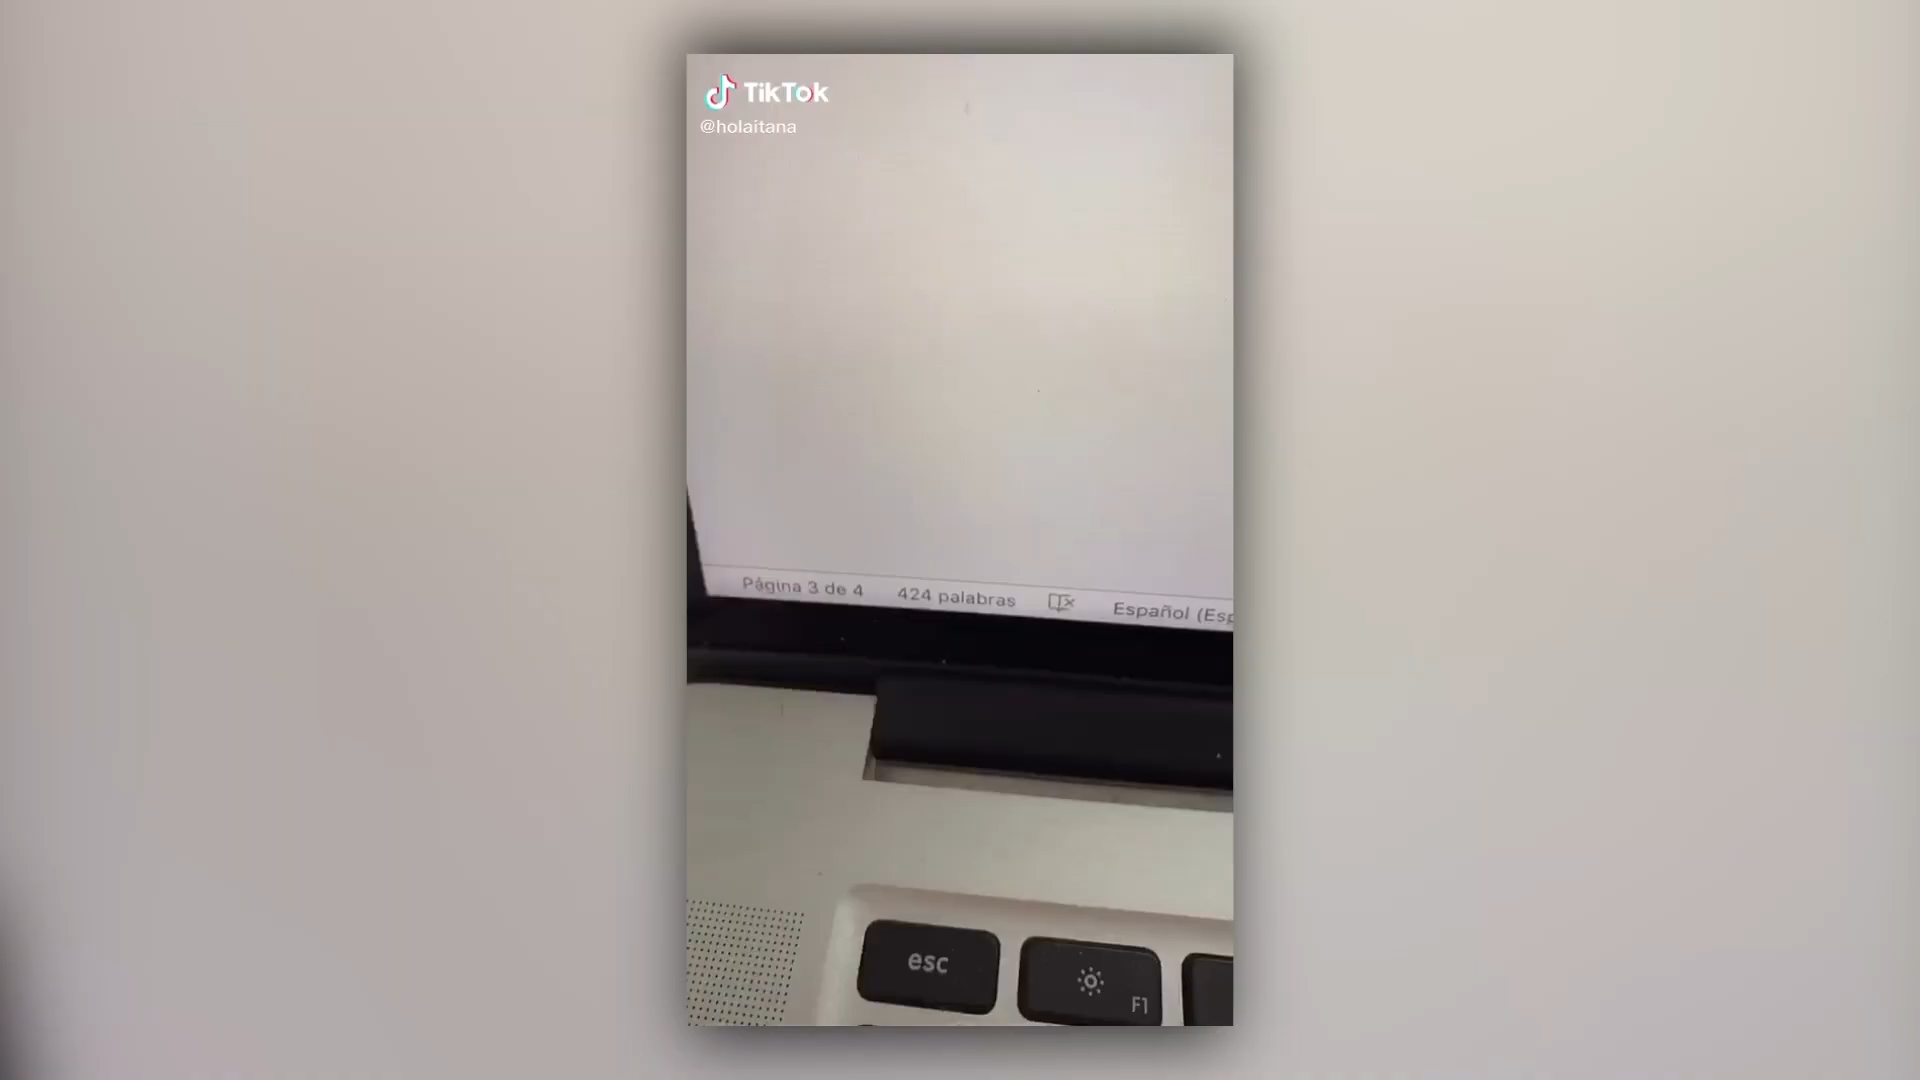 TikTok
@holaitana
Página 3 de 4 424 palabras Español (Esp
esc
F1